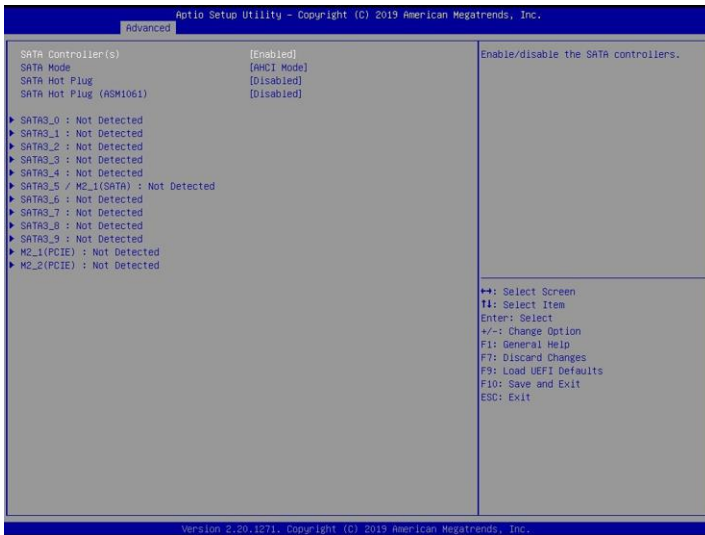 Aptio Setup Utility – Copyright (C) 2019 American Megatrends, Inc.
Advanced
SATA Controller(s) [Enabled]
SATA Mode [AHCI Mode]
SATA Hot Plug [Disabled]
SATA Hot Plug (ASM1061) [Disabled]
SATA3_0 : Not Detected
SATA3_1 : Not Detected
SATA3_2 : Not Detected
SATA3_3 : Not Detected
SATA3_4 : Not Detected
SATA3_5 / M2_1(SATA) : Not Detected
SATA3_6 : Not Detected
SATA3_7 : Not Detected
SATA3_8 : Not Detected
SATA3_9 : Not Detected
M2_1(PCIE) : Not Detected
M2_2(PCIE) : Not Detected
Enable/disable the SATA controllers.
↔: Select Screen
↑↓: Select Item
Enter: Select
+/-: Change Option
F1: General Help
F7: Discard Changes
F9: Load UEFI Defaults
F10: Save and Exit
ESC: Exit
Version 2.20.1271. Copyright (C) 2019 American Megatrends, Inc.